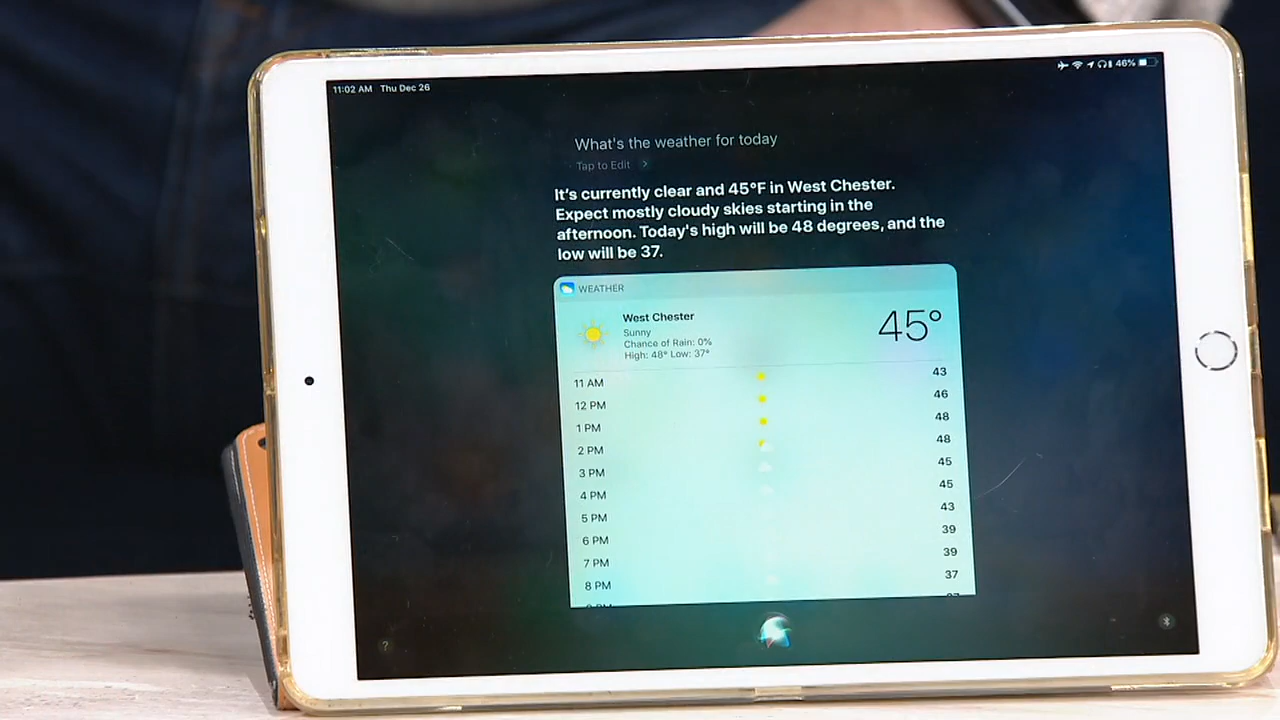 11:02 AM Thu Dec 26
46%
What's the weather for today
Tap to Edit >
It's currently clear and 45°F in West Chester.
Expect mostly cloudy skies starting in the
afternoon. Today's high will be 48 degrees, and the
low will be 37.
WEATHER
West Chester
Sunny
Chance of Rain: 0%
High: 48° Low: 37°
45°
11 AM 43
12 PM 46
1 PM 48
2 PM 48
3 PM 45
4 PM 45
5 PM 43
6 PM 39
7 PM 39
8 PM 37
?